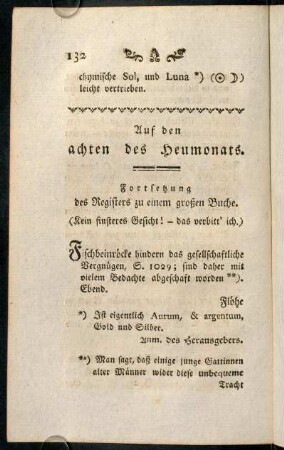 132
chymische Sol, und Luna *) (☉ ☽)
leicht vertrieben.
Auf den
achten des Heumonats.
Fortsetzung
des Registers zu einem großen Buche.
(Kein finsteres Gesicht! – das verbitt' ich.)
Fischbeinröcke hindern das gesellschaftliche
Vergnügen, S. 1029; sind daher mit
vielem Bedachte abgeschaft worden **).
Ebend.
Flöhe
*) Ist eigentlich Aurum, & argentum,
Gold und Silber.
Anm. des Herausgebers.
**) Man sagt, daß einige junge Gattinnen
alter Männer wider diese unbequeme
Tracht